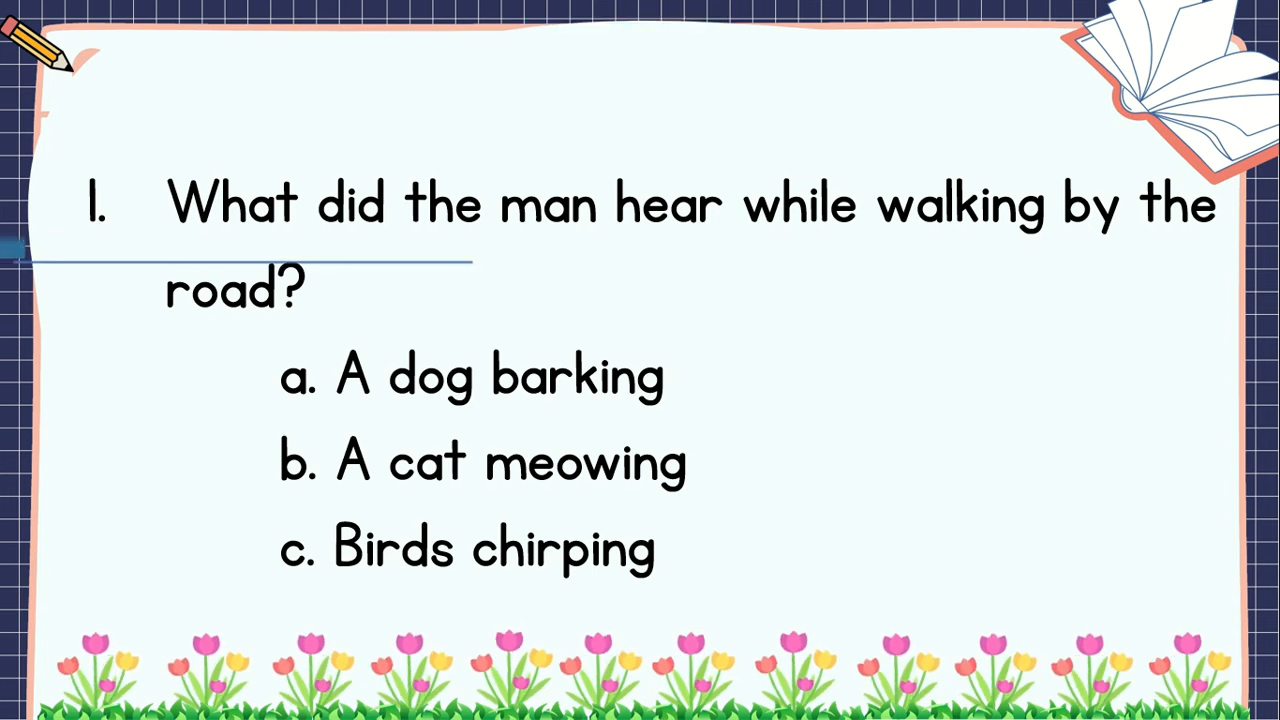 1. What did the man hear while walking by the
road?
a. A dog barking
b. A cat meowing
c. Birds chirping